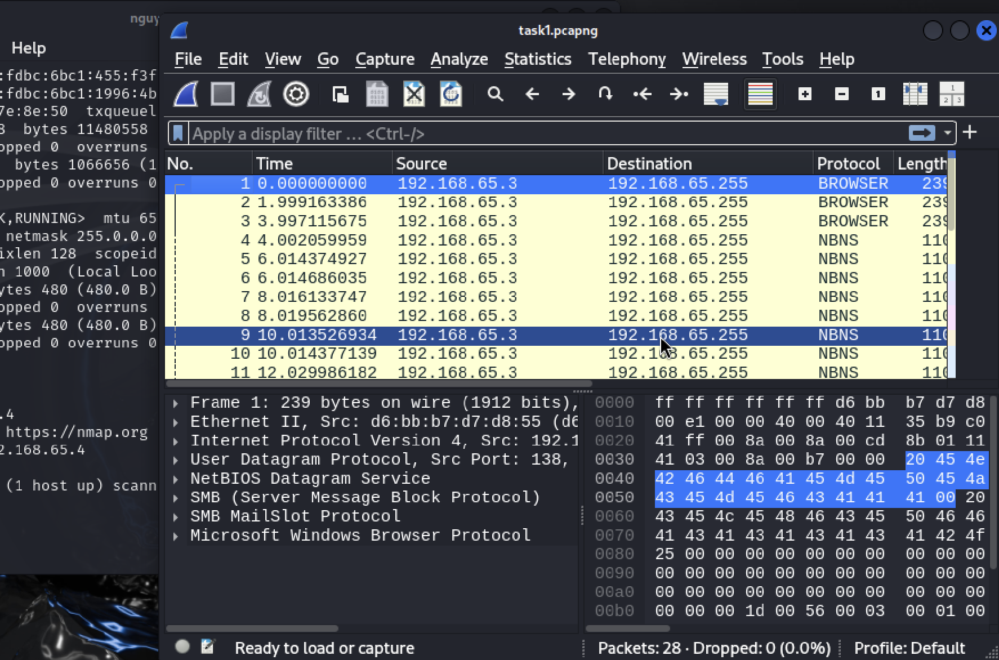 nguy
Help
:fdbc:6bc1:455:f3f
:fdbc:6bc1:1996:4b
7e:8e:50 txqueuel
bytes 11480558
opped 0 overruns
bytes 1066656 (1
opped 0 overruns 0
K,RUNNING> mtu 65
netmask 255.0.0.0
ixlen 128 scopeid
n 1000 (Local Loo
ytes 480 (480.0 B)
opped 0 overruns
ytes 480 (480.0 B)
opped 0 overruns 0
.4
https://nmap.org
2.168.65.4
(1 host up) scann
task1.pcapng
File Edit View Go Capture Analyze Statistics Telephony Wireless Tools Help
Apply a display filter … <Ctrl-/>
No. Time Source Destination Protocol Length
1 0.000000000 192.168.65.3 192.168.65.255 BROWSER 239
2 1.999163386 192.168.65.3 192.168.65.255 BROWSER 239
3 3.997115675 192.168.65.3 192.168.65.255 BROWSER 239
4 4.002059959 192.168.65.3 192.168.65.255 NBNS 110
5 6.014374927 192.168.65.3 192.168.65.255 NBNS 110
6 6.014686035 192.168.65.3 192.168.65.255 NBNS 110
7 8.016133747 192.168.65.3 192.168.65.255 NBNS 110
8 8.019562860 192.168.65.3 192.168.65.255 NBNS 110
9 10.013526934 192.168.65.3 192.168.65.255 NBNS 110
10 10.014377139 192.168.65.3 192.168.65.255 NBNS 110
11 12.029986182 192.168.65.3 192.168.65.255 NBNS 110
Frame 1: 239 bytes on wire (1912 bits),
Ethernet II, Src: d6:bb:b7:d7:d8:55 (d6
Internet Protocol Version 4, Src: 192.1
User Datagram Protocol, Src Port: 138,
NetBIOS Datagram Service
SMB (Server Message Block Protocol)
SMB MailSlot Protocol
Microsoft Windows Browser Protocol
0000 ff ff ff ff ff ff d6 bb b7 d7 d8
0010 00 e1 00 00 40 00 40 11 35 b9 c0
0020 41 ff 00 8a 00 8a 00 cd 8b 01 11
0030 41 03 00 8a 00 b7 00 00 20 45 4e
0040 42 46 44 46 41 45 4d 45 50 45 4a
0050 43 45 4d 45 46 43 41 41 41 00 20
0060 43 45 4c 45 48 46 43 45 50 46 46
0070 41 43 41 43 41 43 41 43 41 42 4f
0080 25 00 00 00 00 00 00 00 00 00 00
0090 00 00 00 00 00 00 00 00 00 00 00
00a0 00 00 00 00 00 00 00 00 00 00 00
00b0 00 00 00 1d 00 56 00 03 00 01 00
Ready to load or capture
Packets: 28 · Dropped: 0 (0.0%)
Profile: Default